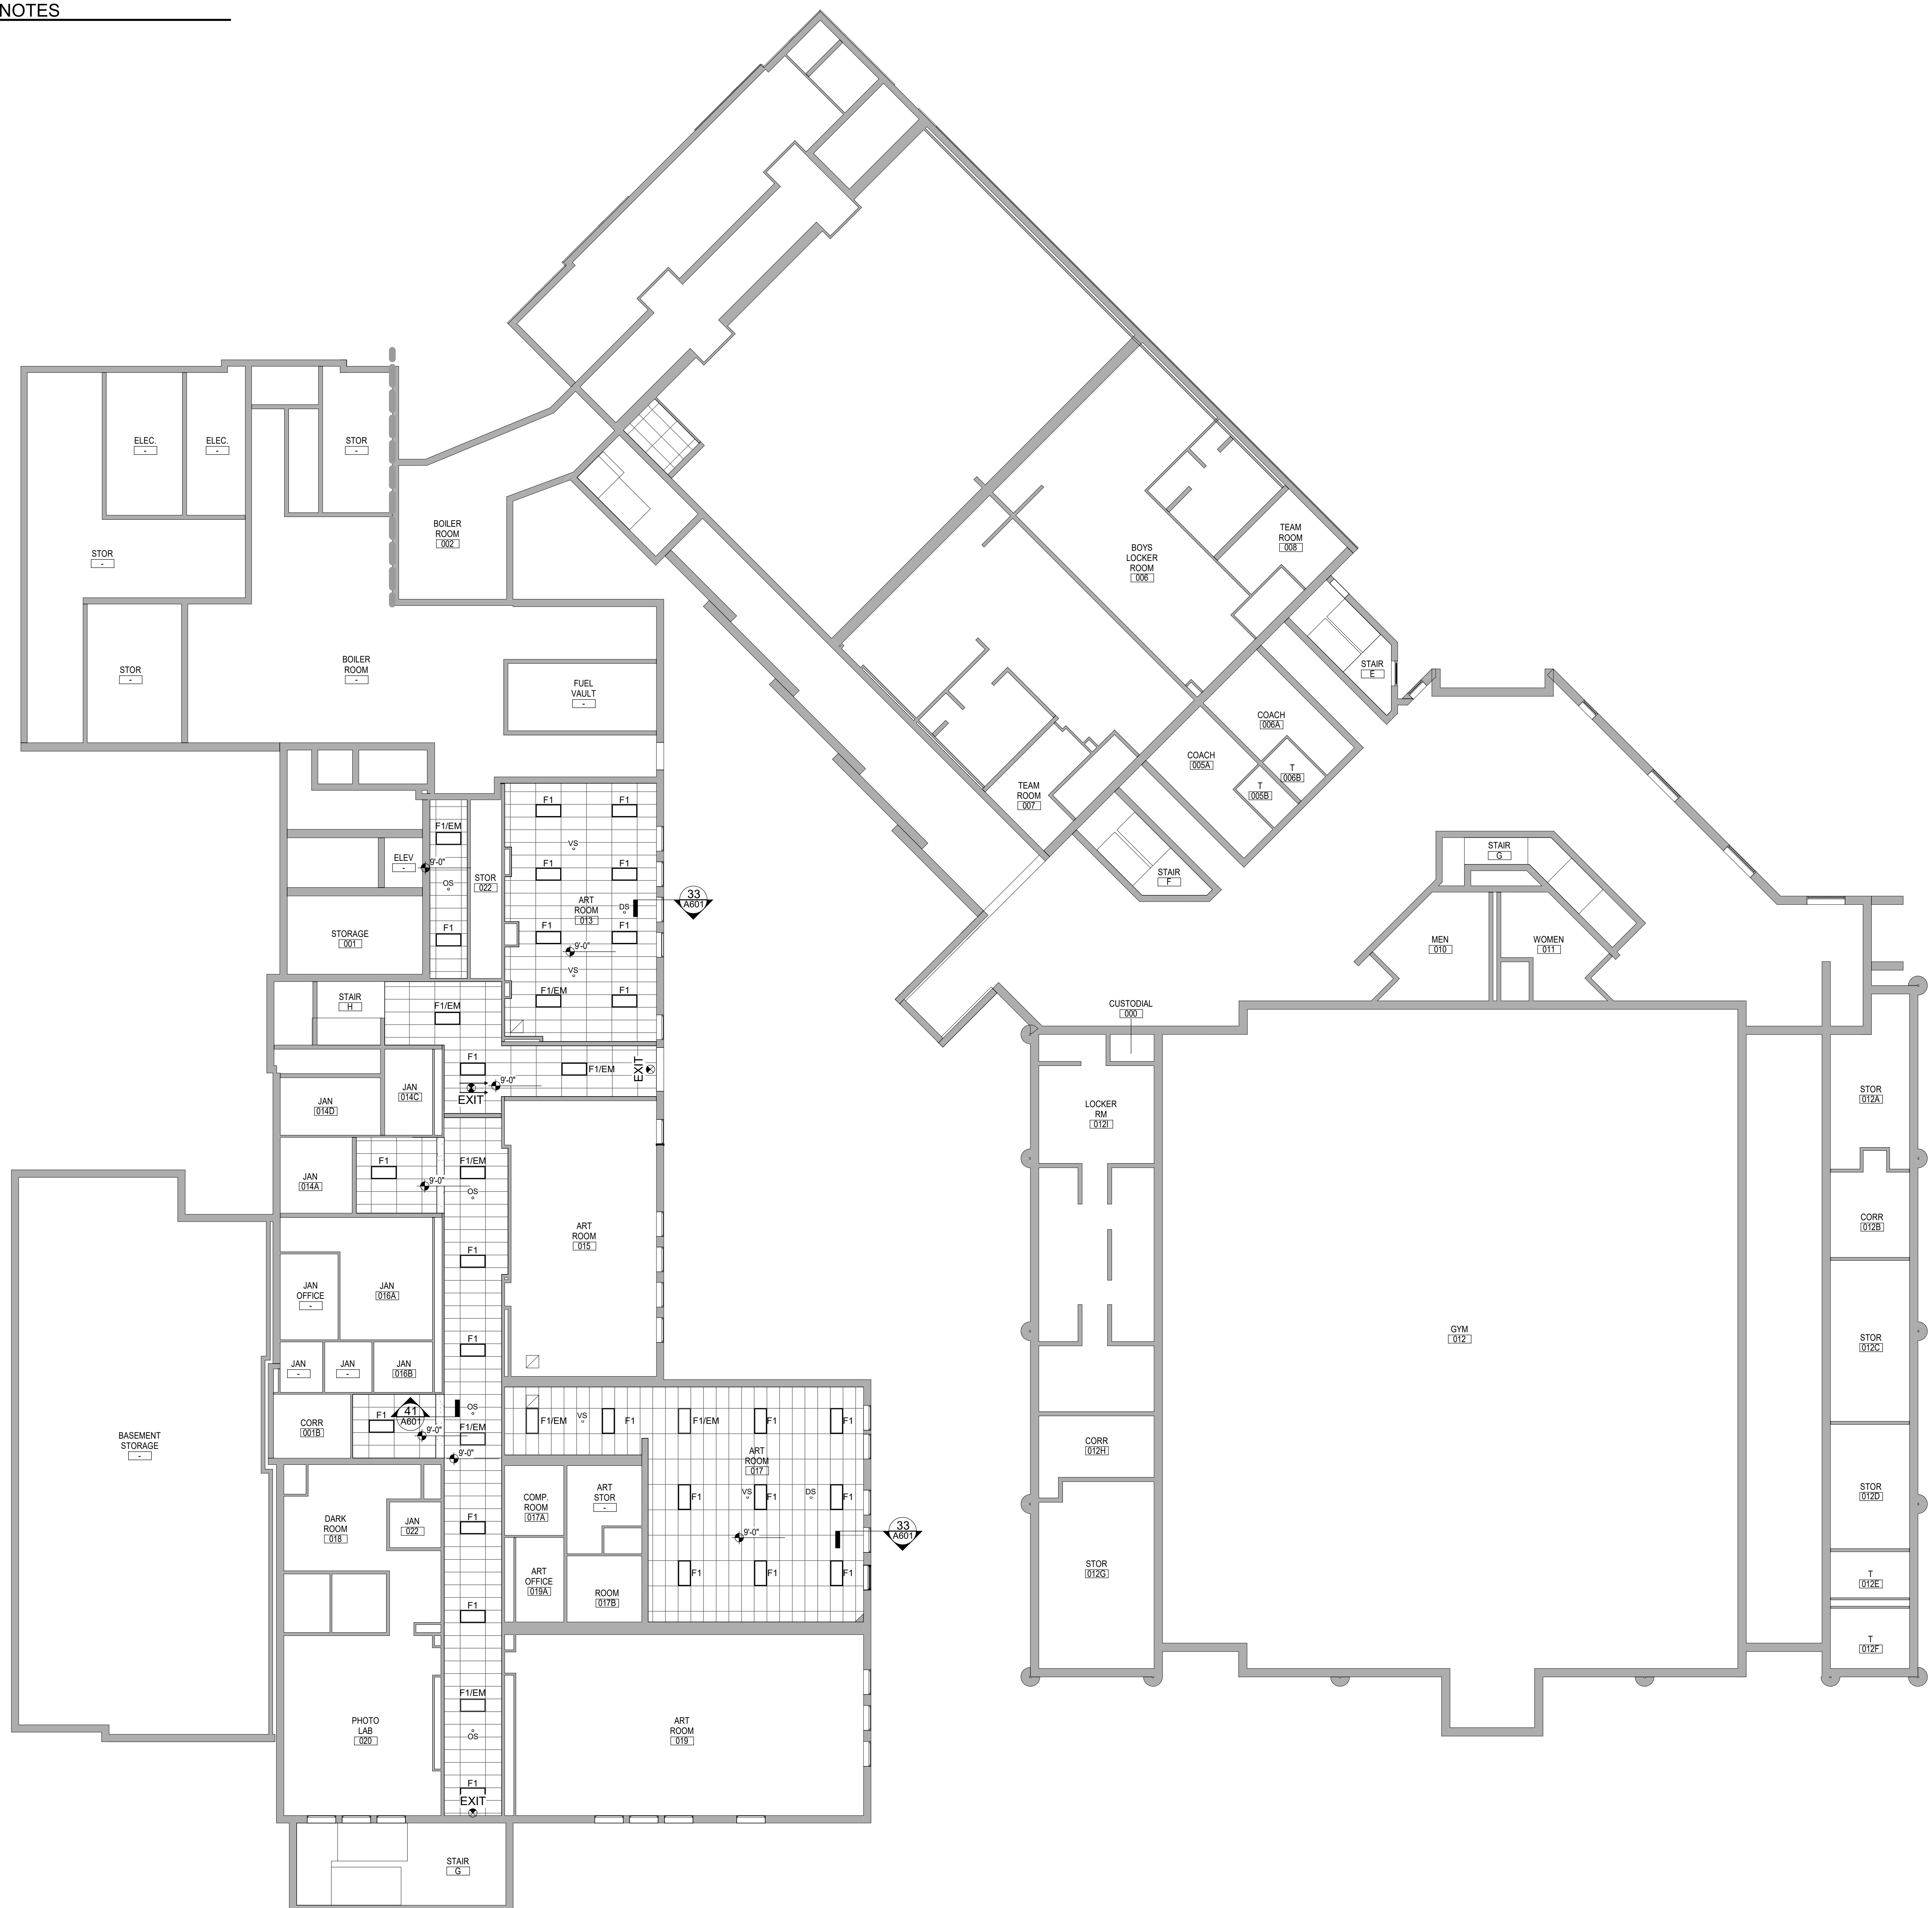 NOTES
ELEC.
-
ELEC.
-
STOR
-
STOR
-
BOILER
ROOM
002
STOR
-
BOILER
ROOM
-
FUEL
VAULT
-
BOYS
LOCKER
ROOM
006
TEAM
ROOM
008
STAIR
E
COACH
006A
COACH
005A
T
006B
T
005B
TEAM
ROOM
007
STAIR
F
STAIR
G
MEN
010
WOMEN
011
CUSTODIAL
000
F1/EM
9'-0"
OS
F1
ELEV
-
STOR
022
STORAGE
001
F1
F1
VS
F1
F1
ART
ROOM
013
DS
33
A601
F1
F1
9'-0"
VS
F1/EM
F1
STAIR
H
F1/EM
F1
F1/EM
EXIT
9'-0"
EXIT
JAN
014C
JAN
014D
JAN
014A
F1
F1/EM
9'-0"
OS
ART
ROOM
015
F1
JAN
OFFICE
-
JAN
016A
F1
JAN
-
JAN
-
JAN
016B
CORR
001B
F1
41
A601
OS
9'-0"
F1/EM
9'-0"
BASEMENT
STORAGE
-
F1/EM
VS
F1
F1/EM
F1
F1
ART
ROOM
017
F1
VS
F1
DS
F1
9'-0"
33
A601
F1
F1
F1
COMP.
ROOM
017A
ART
STOR
-
ART
OFFICE
019A
ROOM
017B
DARK
ROOM
018
JAN
022
F1
F1
F1/EM
OS
F1
EXIT
PHOTO
LAB
020
ART
ROOM
019
STAIR
G
LOCKER
RM
012I
CORR
012H
STOR
012G
GYM
012
STOR
012A
CORR
012B
STOR
012C
STOR
012D
T
012E
T
012F